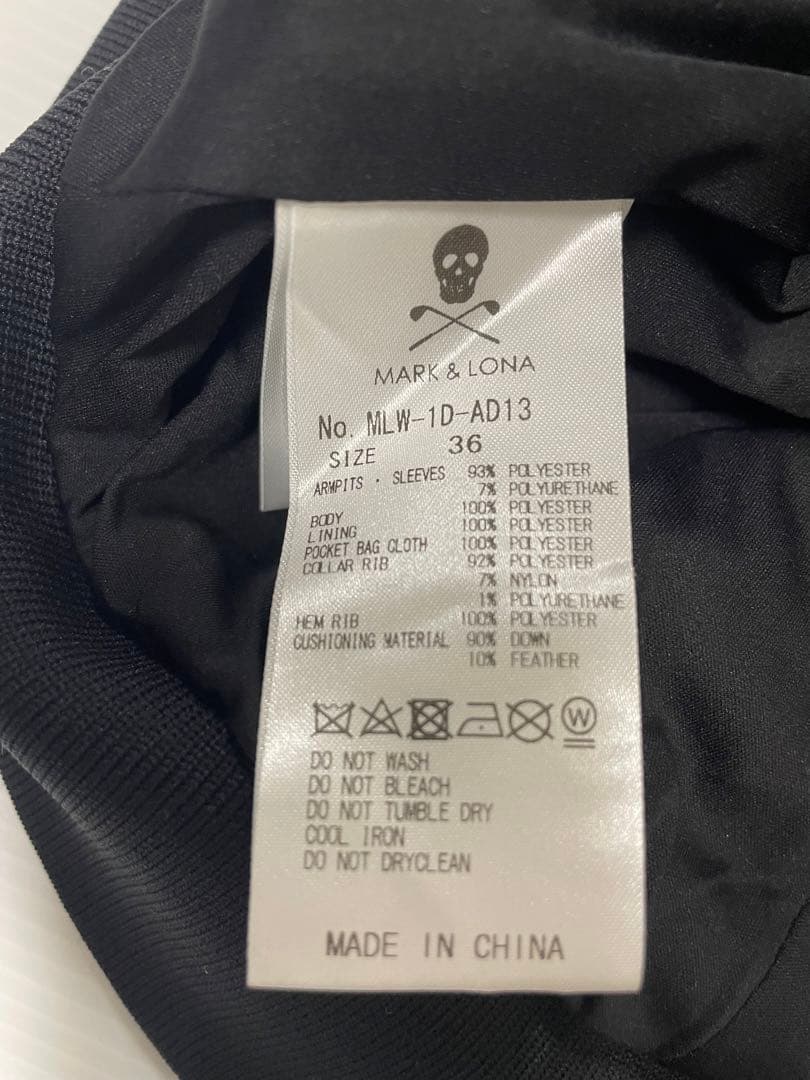 MARK & LONA
No. MLW-1D-AD13
SIZE 36
ARMPITS · SLEEVES 93% POLYESTER
7% POLYURETHANE
BODY 100% POLYESTER
LINING 100% POLYESTER
POCKET BAG CLOTH 100% POLYESTER
COLLAR RIB 92% POLYESTER
7% NYLON
1% POLYURETHANE
HEM RIB 100% POLYESTER
CUSHIONING MATERIAL 90% DOWN
10% FEATHER
W
DO NOT WASH
DO NOT BLEACH
DO NOT TUMBLE DRY
COOL IRON
DO NOT DRYCLEAN
MADE IN CHINA